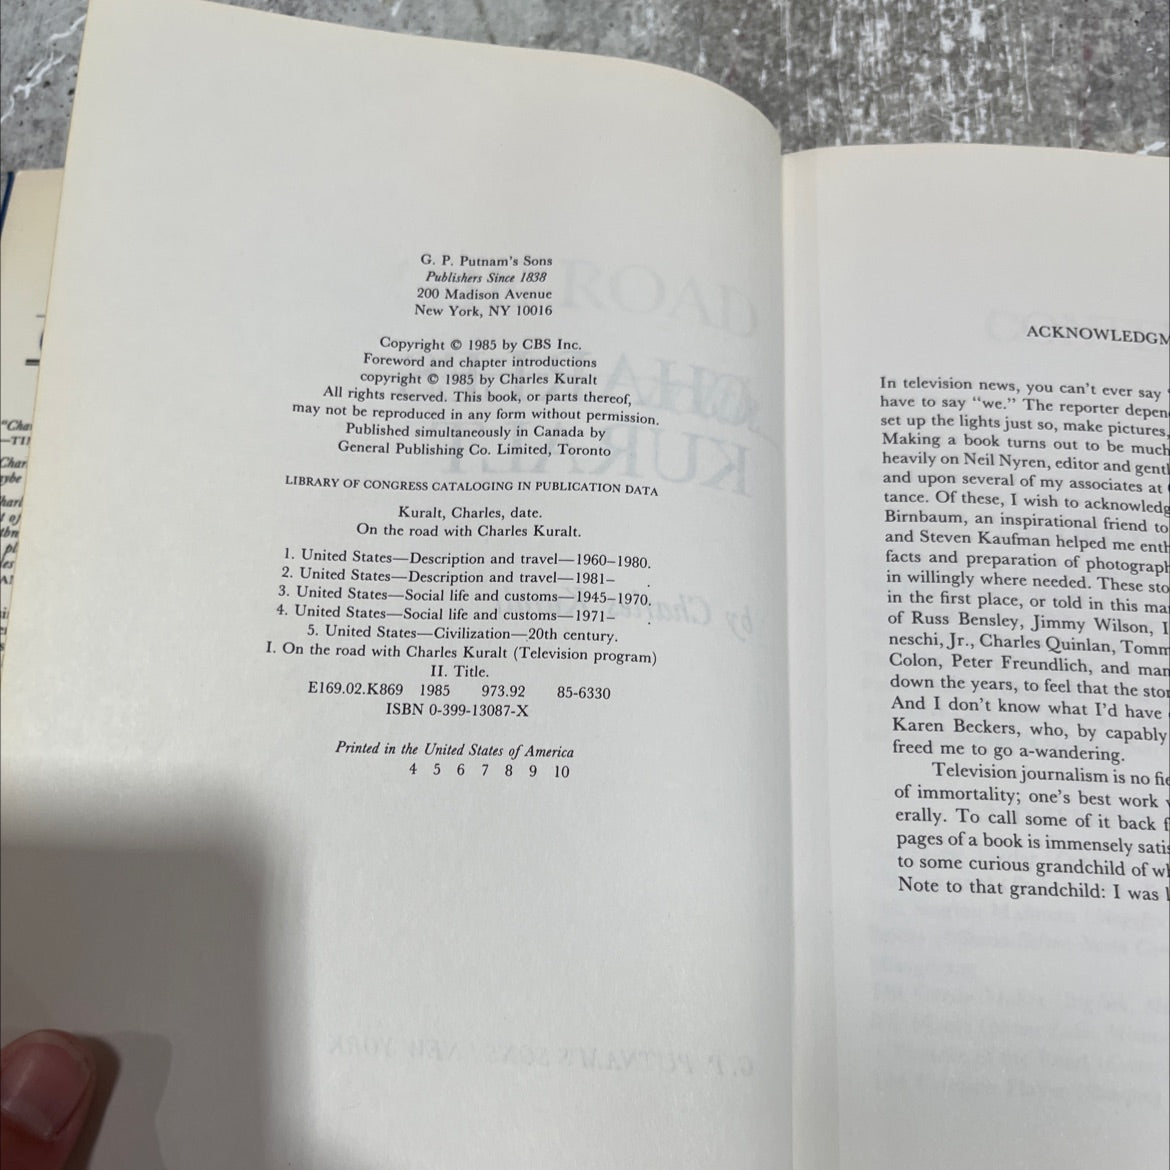 G. P. Putnam's Sons
Publishers Since 1838
200 Madison Avenue
New York, NY 10016
Copyright © 1985 by CBS Inc.
Foreword and chapter introductions
copyright © 1985 by Charles Kuralt
All rights reserved. This book, or parts thereof,
may not be reproduced in any form without permission.
Published simultaneously in Canada by
General Publishing Co. Limited, Toronto
LIBRARY OF CONGRESS CATALOGING IN PUBLICATION DATA
Kuralt, Charles, date.
On the road with Charles Kuralt.
1. United States—Description and travel—1960–1980.
2. United States—Description and travel—1981–   .
3. United States—Social life and customs—1945–1970.
4. United States—Social life and customs—1971–   .
5. United States—Civilization—20th century.
I. On the road with Charles Kuralt (Television program)
II. Title.
E169.02.K869 1985 973.92 85-6330
ISBN 0-399-13087-X
Printed in the United States of America
4 5 6 7 8 9 10
ACKNOWLEDGM
In television news, you can't ever say "
have to say "we." The reporter depen
set up the lights just so, make pictures,
Making a book turns out to be much
heavily on Neil Nyren, editor and gentl
and upon several of my associates at
tance. Of these, I wish to acknowledg
Birnbaum, an inspirational friend to
and Steven Kaufman helped me enth
facts and preparation of photograph
in willingly where needed. These sto
in the first place, or told in this ma
of Russ Bensley, Jimmy Wilson, I
neschi, Jr., Charles Quinlan, Tomm
Colon, Peter Freundlich, and man
down the years, to feel that the stor
And I don't know what I'd have
Karen Beckers, who, by capably
freed me to go a-wandering.
Television journalism is no fie
of immortality; one's best work
erally. To call some of it back f
pages of a book is immensely satis
to some curious grandchild of wh
Note to that grandchild: I was l